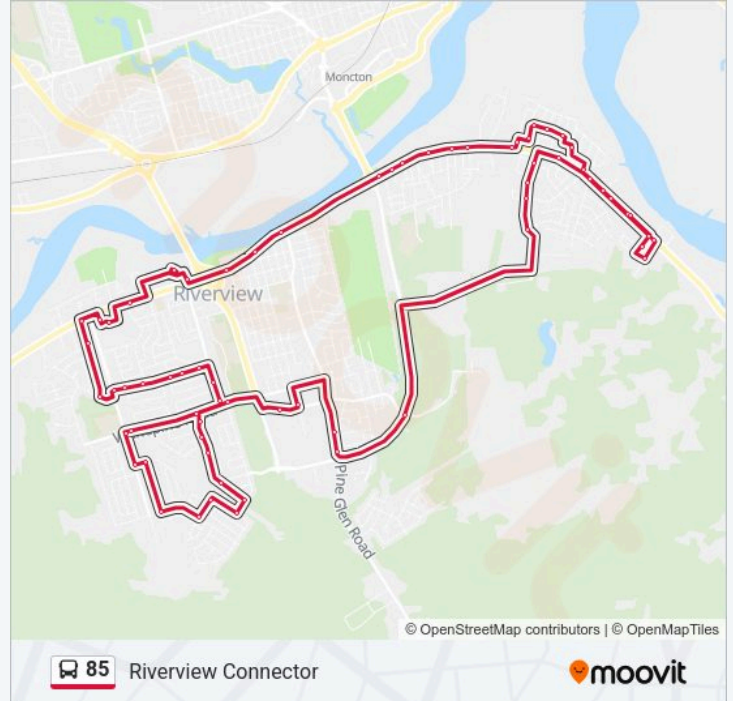 Moncton
Riverview
Pine Glen Road
© OpenStreetMap contributors | © OpenMapTiles
85 Riverview Connector
moovit